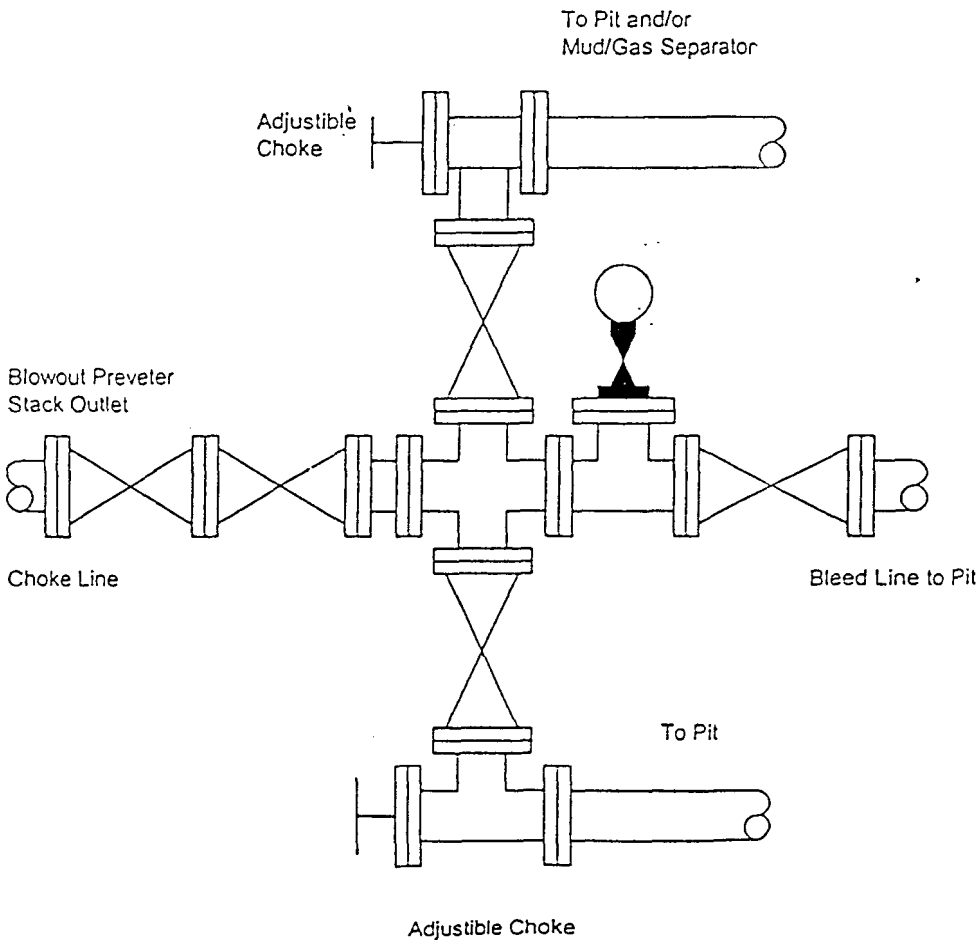 To Pit and/or
Mud/Gas Separator
Adjustible
Choke
Blowout Preveter
Stack Outlet
Choke Line
Bleed Line to Pit
To Pit
Adjustible Choke